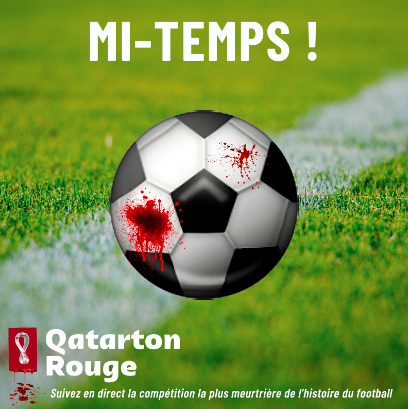 MI-TEMPS !
Qatarton
Rouge
Suivez en direct la compétition la plus meurtrière de l'histoire du football